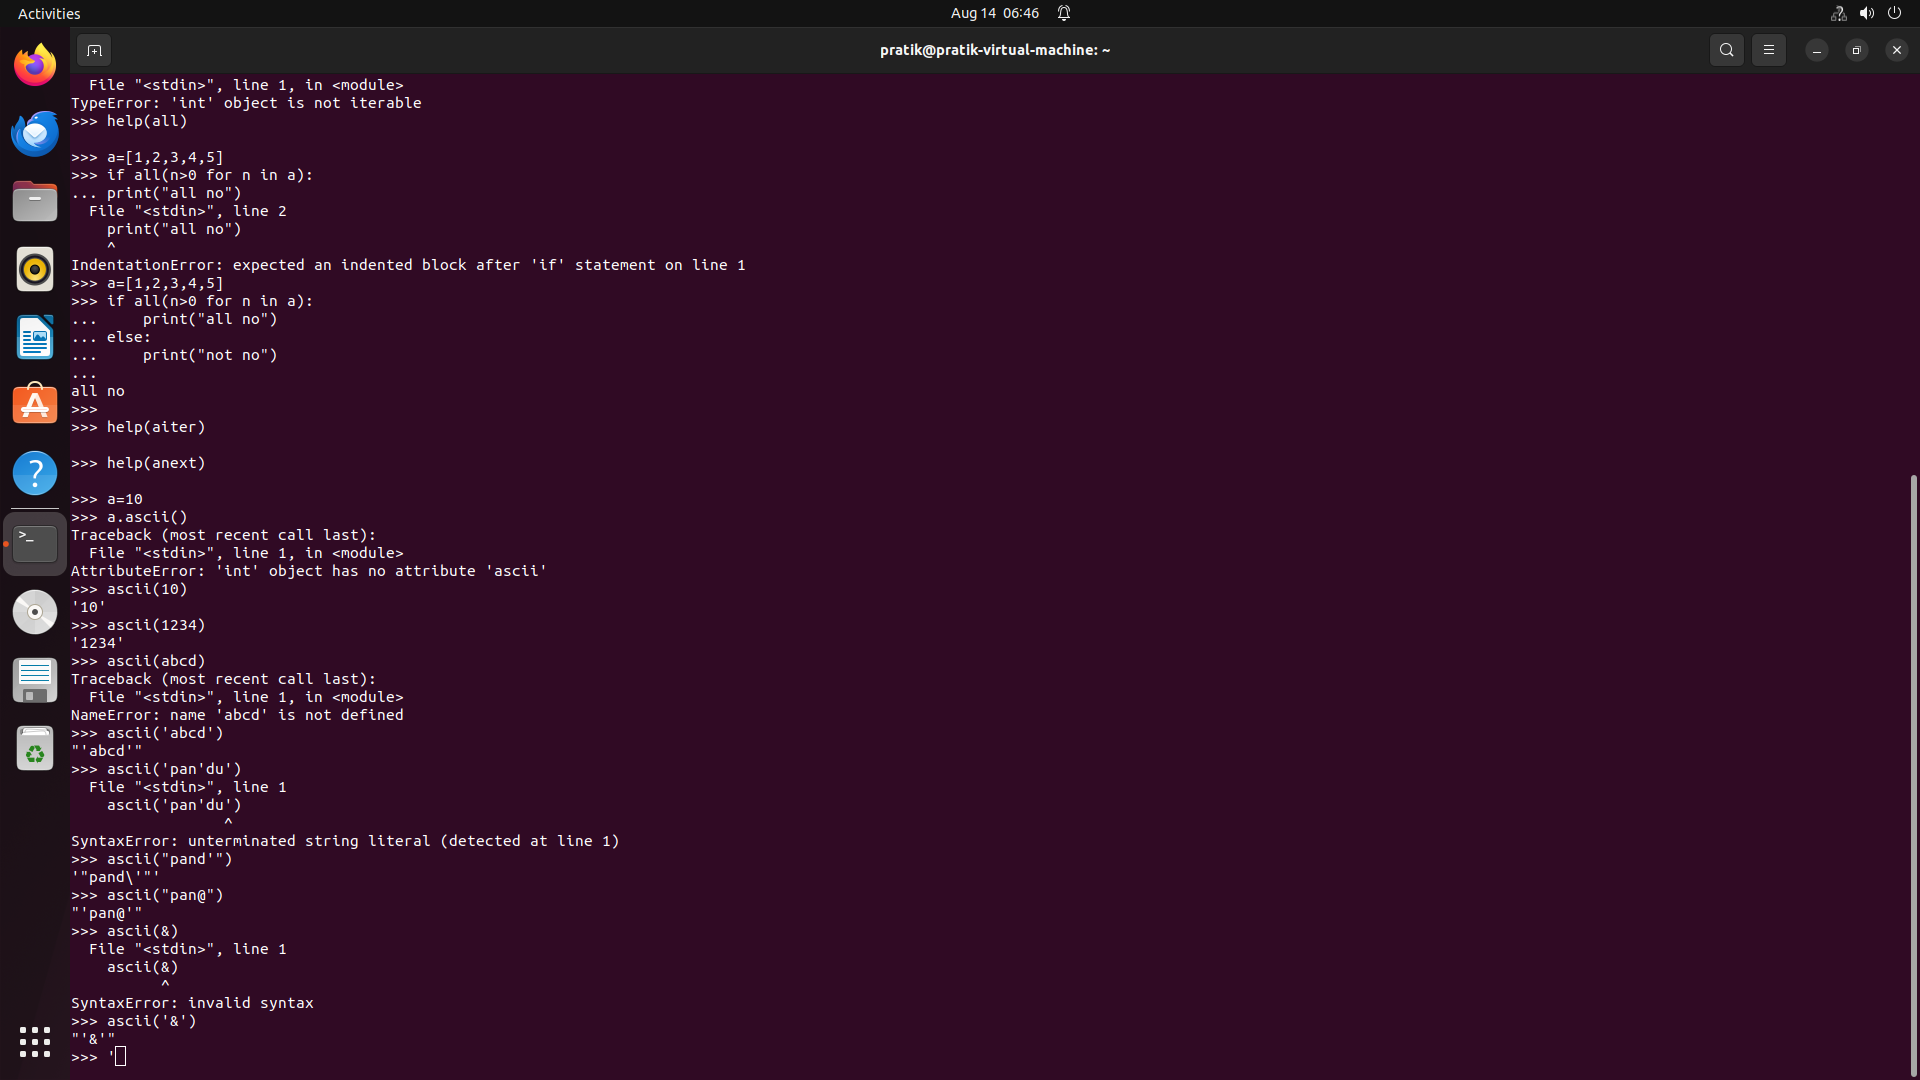 Activities
Aug 14 06:46
pratik@pratik-virtual-machine: ~
  File "<stdin>", line 1, in <module>
TypeError: 'int' object is not iterable
>>> help(all)

>>> a=[1,2,3,4,5]
>>> if all(n>0 for n in a):
... print("all no")
  File "<stdin>", line 2
    print("all no")
    ^
IndentationError: expected an indented block after 'if' statement on line 1
>>> a=[1,2,3,4,5]
>>> if all(n>0 for n in a):
...     print("all no")
... else:
...     print("not no")
...
all no
>>>
>>> help(aiter)

>>> help(anext)

>>> a=10
>>> a.ascii()
Traceback (most recent call last):
  File "<stdin>", line 1, in <module>
AttributeError: 'int' object has no attribute 'ascii'
>>> ascii(10)
'10'
>>> ascii(1234)
'1234'
>>> ascii(abcd)
Traceback (most recent call last):
  File "<stdin>", line 1, in <module>
NameError: name 'abcd' is not defined
>>> ascii('abcd')
"'abcd'"
>>> ascii('pan'du')
  File "<stdin>", line 1
    ascii('pan'du')
                 ^
SyntaxError: unterminated string literal (detected at line 1)
>>> ascii("pand'")
'"pand\'"'
>>> ascii("pan@")
"'pan@'"
>>> ascii(&)
  File "<stdin>", line 1
    ascii(&)
          ^
SyntaxError: invalid syntax
>>> ascii('&')
"'&'"
>>> '